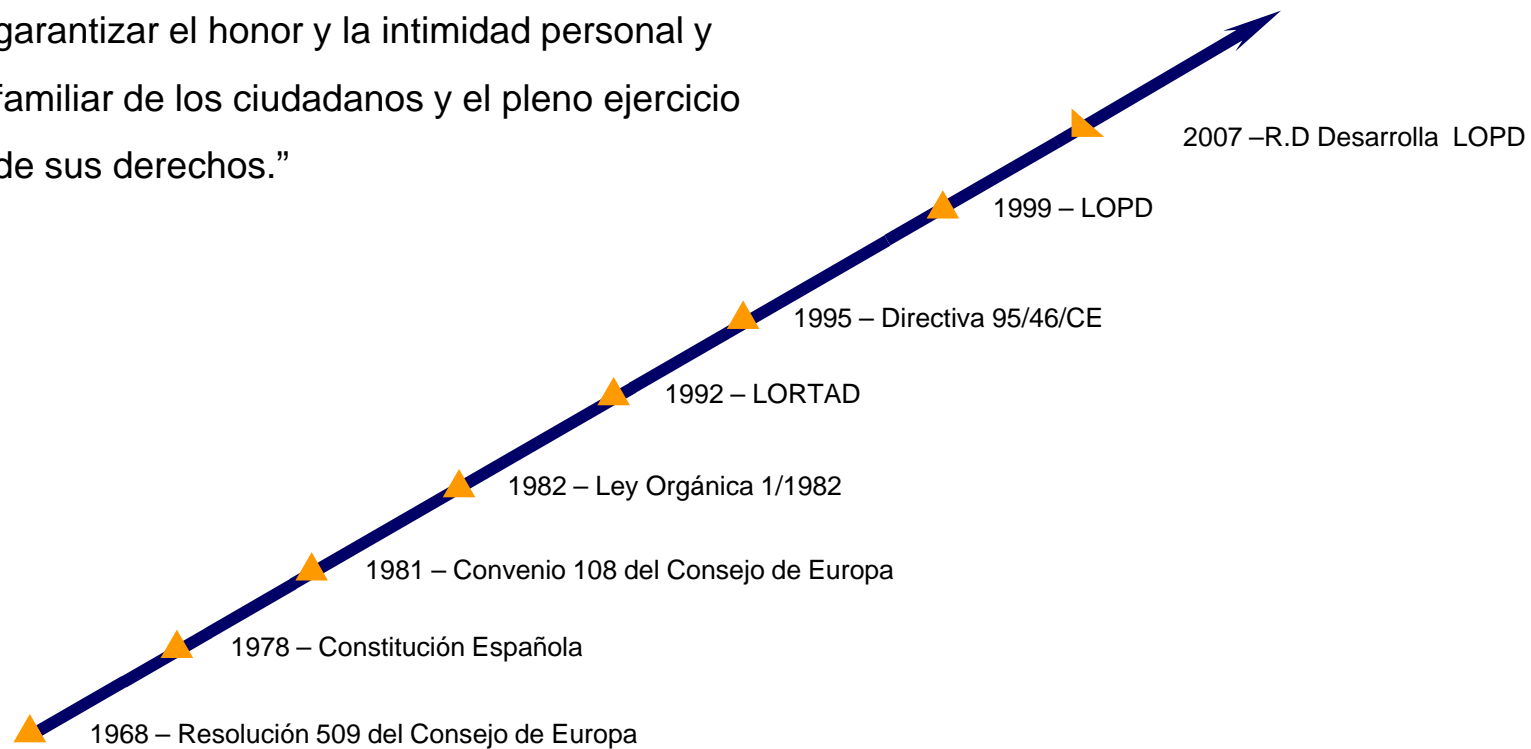 garantizar el honor y la intimidad personal y
familiar de los ciudadanos y el pleno ejercicio
de sus derechos.”
2007 –R.D Desarrolla LOPD
1999 – LOPD
1995 – Directiva 95/46/CE
1992 – LORTAD
1982 – Ley Orgánica 1/1982
1981 – Convenio 108 del Consejo de Europa
1978 – Constitución Española
1968 – Resolución 509 del Consejo de Europa